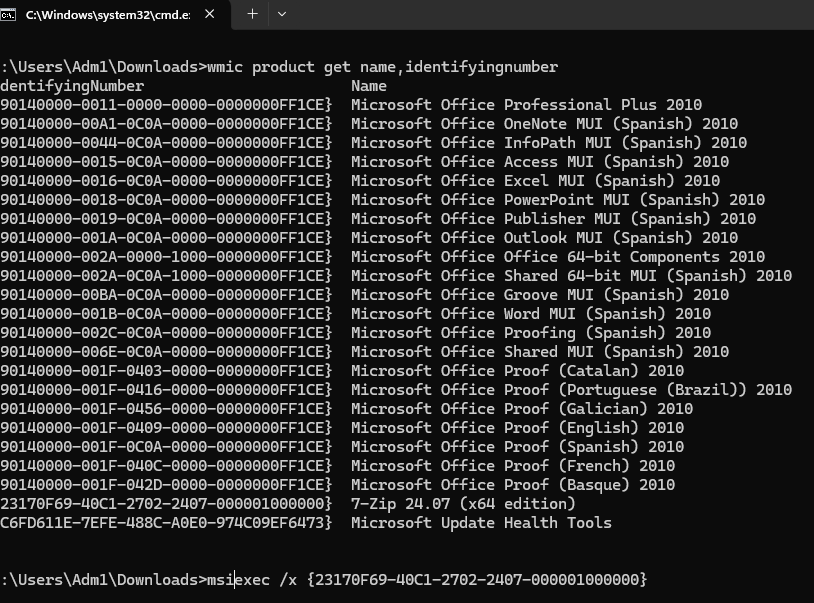 C:\Windows\system32\cmd.e:
:\Users\Adm1\Downloads>wmic product get name,identifyingnumber
dentifyingNumber Name
90140000-0011-0000-0000-0000000FF1CE} Microsoft Office Professional Plus 2010
90140000-00A1-0C0A-0000-0000000FF1CE} Microsoft Office OneNote MUI (Spanish) 2010
90140000-0044-0C0A-0000-0000000FF1CE} Microsoft Office InfoPath MUI (Spanish) 2010
90140000-0015-0C0A-0000-0000000FF1CE} Microsoft Office Access MUI (Spanish) 2010
90140000-0016-0C0A-0000-0000000FF1CE} Microsoft Office Excel MUI (Spanish) 2010
90140000-0018-0C0A-0000-0000000FF1CE} Microsoft Office PowerPoint MUI (Spanish) 2010
90140000-0019-0C0A-0000-0000000FF1CE} Microsoft Office Publisher MUI (Spanish) 2010
90140000-001A-0C0A-0000-0000000FF1CE} Microsoft Office Outlook MUI (Spanish) 2010
90140000-002A-0000-1000-0000000FF1CE} Microsoft Office Office 64-bit Components 2010
90140000-002A-0C0A-1000-0000000FF1CE} Microsoft Office Shared 64-bit MUI (Spanish) 2010
90140000-00BA-0C0A-0000-0000000FF1CE} Microsoft Office Groove MUI (Spanish) 2010
90140000-001B-0C0A-0000-0000000FF1CE} Microsoft Office Word MUI (Spanish) 2010
90140000-002C-0C0A-0000-0000000FF1CE} Microsoft Office Proofing (Spanish) 2010
90140000-006E-0C0A-0000-0000000FF1CE} Microsoft Office Shared MUI (Spanish) 2010
90140000-001F-0403-0000-0000000FF1CE} Microsoft Office Proof (Catalan) 2010
90140000-001F-0416-0000-0000000FF1CE} Microsoft Office Proof (Portuguese (Brazil)) 2010
90140000-001F-0456-0000-0000000FF1CE} Microsoft Office Proof (Galician) 2010
90140000-001F-0409-0000-0000000FF1CE} Microsoft Office Proof (English) 2010
90140000-001F-0C0A-0000-0000000FF1CE} Microsoft Office Proof (Spanish) 2010
90140000-001F-040C-0000-0000000FF1CE} Microsoft Office Proof (French) 2010
90140000-001F-042D-0000-0000000FF1CE} Microsoft Office Proof (Basque) 2010
23170F69-40C1-2702-2407-000001000000} 7-Zip 24.07 (x64 edition)
C6FD611E-7EFE-488C-A0E0-974C09EF6473} Microsoft Update Health Tools
:\Users\Adm1\Downloads>msiexec /x {23170F69-40C1-2702-2407-000001000000}